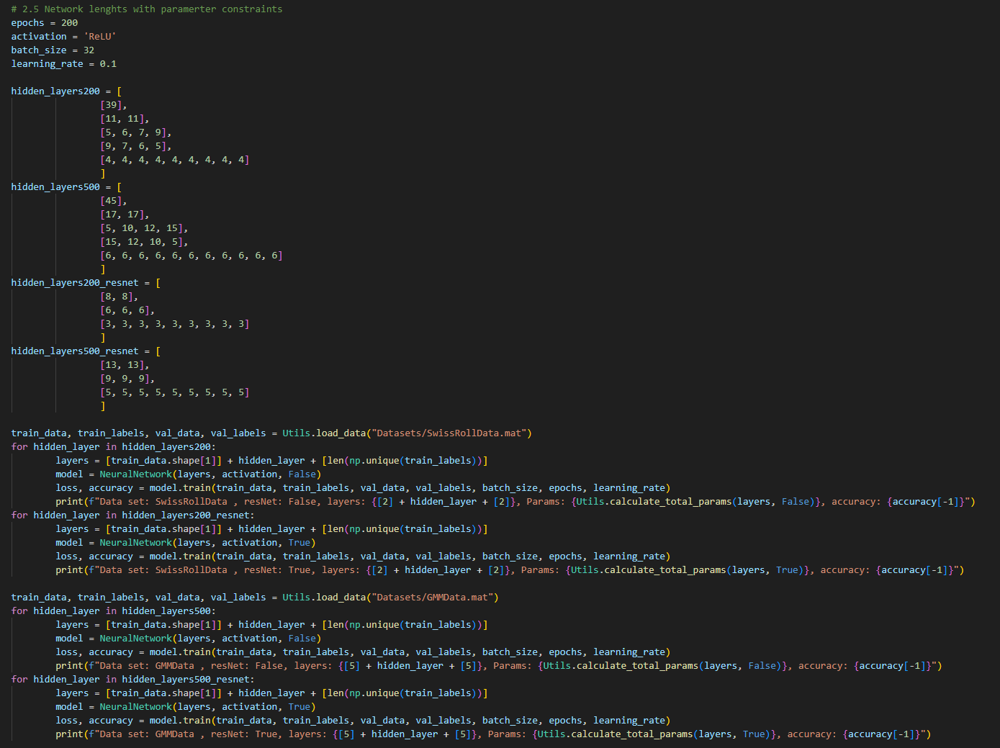 # 2.5 Network lenghts with paramerter constraints
epochs = 200
activation = 'ReLU'
batch_size = 32
learning_rate = 0.1
hidden_layers200 = [
[39],
[11, 11],
[5, 6, 7, 9],
[9, 7, 6, 5],
[4, 4, 4, 4, 4, 4, 4, 4, 4]
]
hidden_layers500 = [
[45],
[17, 17],
[5, 10, 12, 15],
[15, 12, 10, 5],
[6, 6, 6, 6, 6, 6, 6, 6, 6, 6, 6]
]
hidden_layers200_resnet = [
[8, 8],
[6, 6, 6],
[3, 3, 3, 3, 3, 3, 3, 3, 3]
]
hidden_layers500_resnet = [
[13, 13],
[9, 9, 9],
[5, 5, 5, 5, 5, 5, 5, 5, 5]
]
train_data, train_labels, val_data, val_labels = Utils.load_data("Datasets/SwissRollData.mat")
for hidden_layer in hidden_layers200:
layers = [train_data.shape[1]] + hidden_layer + [len(np.unique(train_labels))]
model = NeuralNetwork(layers, activation, False)
loss, accuracy = model.train(train_data, train_labels, val_data, val_labels, batch_size, epochs, learning_rate)
print(f"Data set: SwissRollData , resNet: False, layers: {[2] + hidden_layer + [2]}, Params: {Utils.calculate_total_params(layers, False)}, accuracy: {accuracy[-1]}")
for hidden_layer in hidden_layers200_resnet:
layers = [train_data.shape[1]] + hidden_layer + [len(np.unique(train_labels))]
model = NeuralNetwork(layers, activation, True)
loss, accuracy = model.train(train_data, train_labels, val_data, val_labels, batch_size, epochs, learning_rate)
print(f"Data set: SwissRollData , resNet: True, layers: {[2] + hidden_layer + [2]}, Params: {Utils.calculate_total_params(layers, True)}, accuracy: {accuracy[-1]}")
train_data, train_labels, val_data, val_labels = Utils.load_data("Datasets/GMMData.mat")
for hidden_layer in hidden_layers500:
layers = [train_data.shape[1]] + hidden_layer + [len(np.unique(train_labels))]
model = NeuralNetwork(layers, activation, False)
loss, accuracy = model.train(train_data, train_labels, val_data, val_labels, batch_size, epochs, learning_rate)
print(f"Data set: GMMData , resNet: False, layers: {[5] + hidden_layer + [5]}, Params: {Utils.calculate_total_params(layers, False)}, accuracy: {accuracy[-1]}")
for hidden_layer in hidden_layers500_resnet:
layers = [train_data.shape[1]] + hidden_layer + [len(np.unique(train_labels))]
model = NeuralNetwork(layers, activation, True)
loss, accuracy = model.train(train_data, train_labels, val_data, val_labels, batch_size, epochs, learning_rate)
print(f"Data set: GMMData , resNet: True, layers: {[5] + hidden_layer + [5]}, Params: {Utils.calculate_total_params(layers, True)}, accuracy: {accuracy[-1]}")